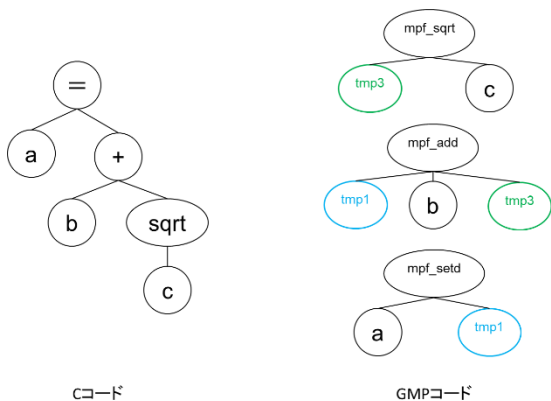 =
a
+
b
sqrt
c
Cコード
mpf_sqrt
tmp3
c
mpf_add
tmp1
b
tmp3
mpf_setd
a
tmp1
GMPコード